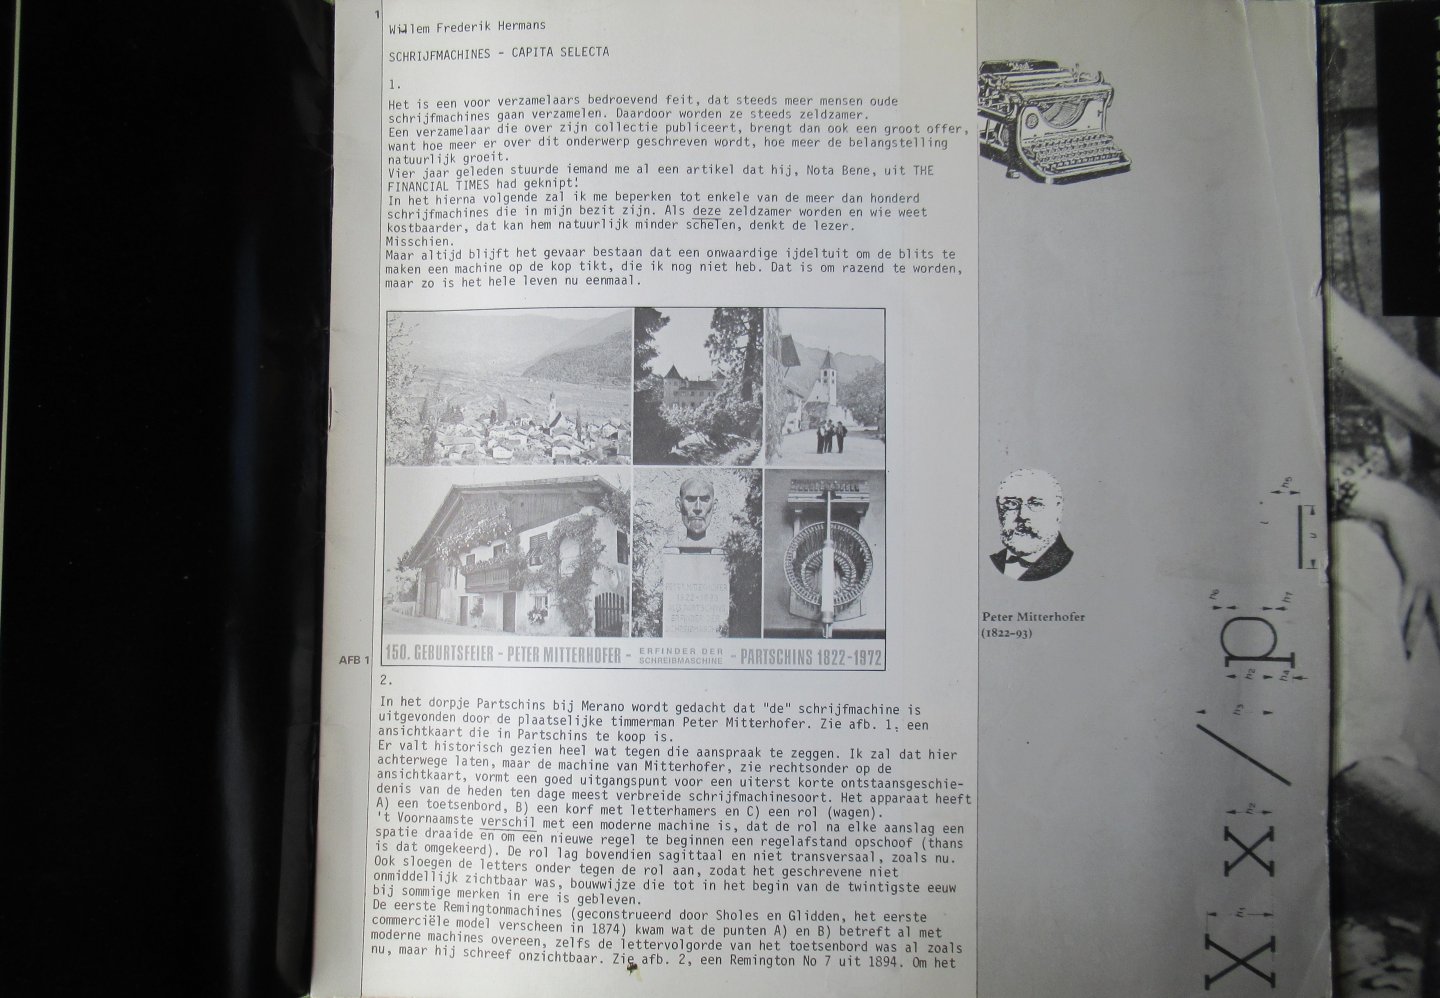 1
Willem Frederik Hermans
SCHRIJFMACHINES - CAPITA SELECTA
1.
Het is een voor verzamelaars bedroevend feit, dat steeds meer mensen oude
schrijfmachines gaan verzamelen. Daardoor worden ze steeds zeldzamer.
Een verzamelaar die over zijn collectie publiceert, brengt dan ook een groot offer,
want hoe meer er over dit onderwerp geschreven wordt, hoe meer de belangstelling
natuurlijk groeit.
Vier jaar geleden stuurde iemand me al een artikel dat hij, Nota Bene, uit THE
FINANCIAL TIMES had geknipt!
In het hierna volgende zal ik me beperken tot enkele van de meer dan honderd
schrijfmachines die in mijn bezit zijn. Als deze zeldzamer worden en wie weet
kostbaarder, dat kan hem natuurlijk minder schelen, denkt de lezer.
Misschien.
Maar altijd blijft het gevaar bestaan dat een onwaardige ijdeltuit om de blits te
maken een machine op de kop tikt, die ik nog niet heb. Dat is om razend te worden,
maar zo is het hele leven nu eenmaal.
PETER MITTERHOFER
1822-1893
AUS PARTSCHINS
ERFINDER DER
SCHREIBMASCHINE
150. GEBURTSFEIER - PETER MITTERHOFER - ERFINDER DER SCHREIBMASCHINE - PARTSCHINS 1822-1972
AFB 1
2.
In het dorpje Partschins bij Merano wordt gedacht dat "de" schrijfmachine is
uitgevonden door de plaatselijke timmerman Peter Mitterhofer. Zie afb. 1, een
ansichtkaart die in Partschins te koop is.
Er valt historisch gezien heel wat tegen die aanspraak te zeggen. Ik zal dat hier
achterwege laten, maar de machine van Mitterhofer, zie rechtsonder op de
ansichtkaart, vormt een goed uitgangspunt voor een uiterst korte ontstaansgeschie-
denis van de heden ten dage meest verbreide schrijfmachinesoort. Het apparaat heeft
A) een toetsenbord, B) een korf met letterhamers en C) een rol (wagen).
't Voornaamste verschil met een moderne machine is, dat de rol na elke aanslag een
spatie draaide en om een nieuwe regel te beginnen een regelafstand opschoof (thans
is dat omgekeerd). De rol lag bovendien sagittaal en niet transversaal, zoals nu.
Ook sloegen de letters onder tegen de rol aan, zodat het geschrevene niet
onmiddellijk zichtbaar was, bouwwijze die tot in het begin van de twintigste eeuw
bij sommige merken in ere is gebleven.
De eerste Remingtonmachines (geconstrueerd door Sholes en Glidden, het eerste
commerciële model verscheen in 1874) kwam wat de punten A) en B) betreft al met
moderne machines overeen, zelfs de lettervolgorde van het toetsenbord was al zoals
nu, maar hij schreef onzichtbaar. Zie afb. 2, een Remington No 7 uit 1894. Om het
Peter Mitterhofer
(1822-93)
X x / p
h1
h2
h3
h2
h4
h6
h7
h5
u